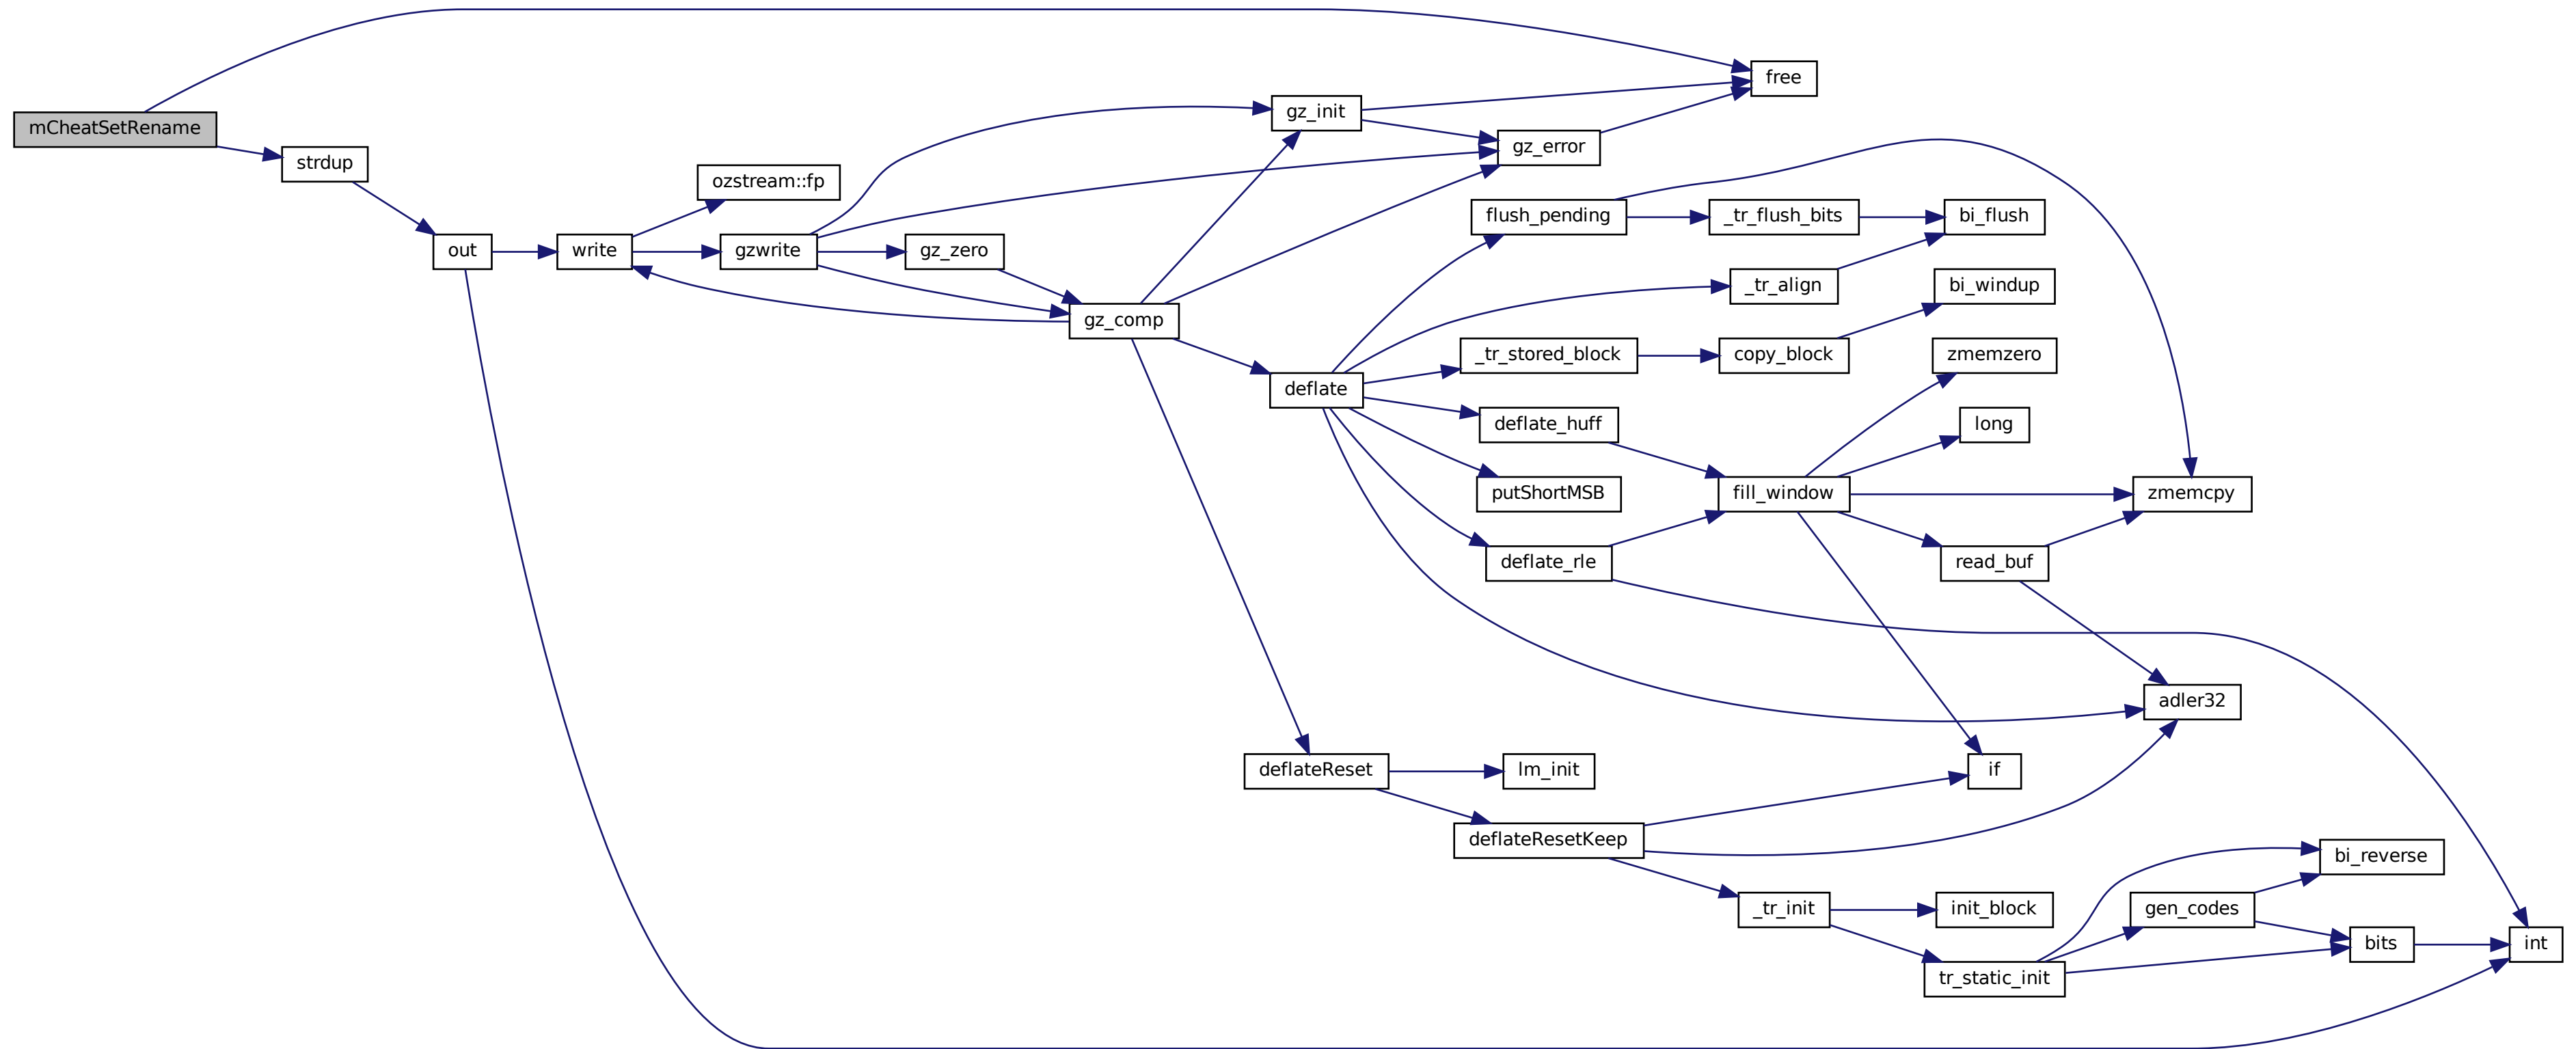 mCheatSetRename
strdup
out
write
ozstream::fp
gzwrite
gz_zero
gz_comp
gz_init
gz_error
free
flush_pending
_tr_flush_bits
bi_flush
_tr_align
bi_windup
deflate
_tr_stored_block
copy_block
zmemzero
deflate_huff
long
putShortMSB
fill_window
zmemcpy
deflate_rle
read_buf
adler32
deflateReset
lm_init
if
deflateResetKeep
bi_reverse
_tr_init
init_block
gen_codes
bits
int
tr_static_init